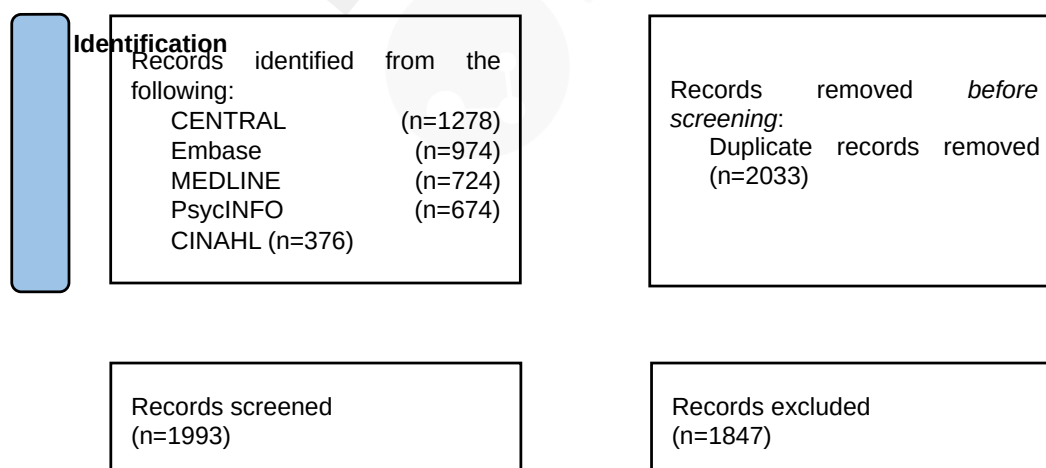 Identification
Records identified from the
following:
CENTRAL (n=1278)
Embase (n=974)
MEDLINE (n=724)
PsycINFO (n=674)
CINAHL (n=376)
Records removed before
screening:
Duplicate records removed
(n=2033)
Records screened
(n=1993)
Records excluded
(n=1847)